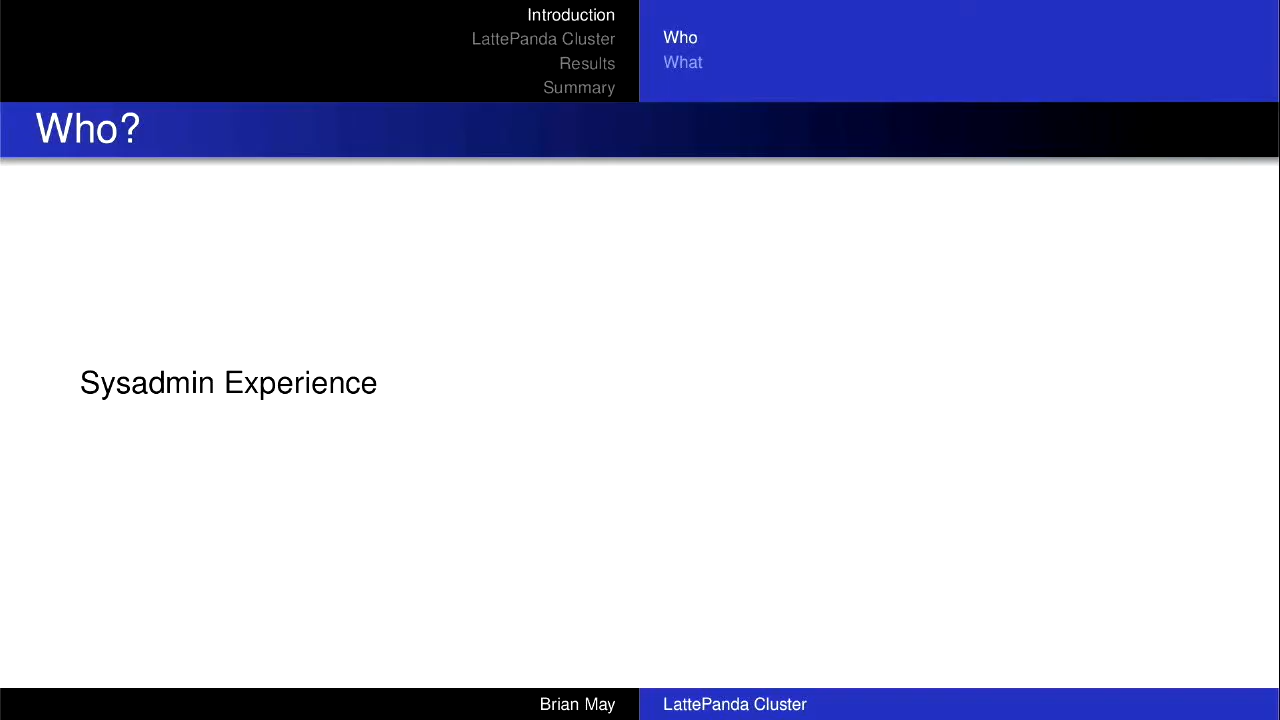 Introduction
LattePanda Cluster
Results
Summary
Who
What
Who?
Sysadmin Experience
Brian May
LattePanda Cluster